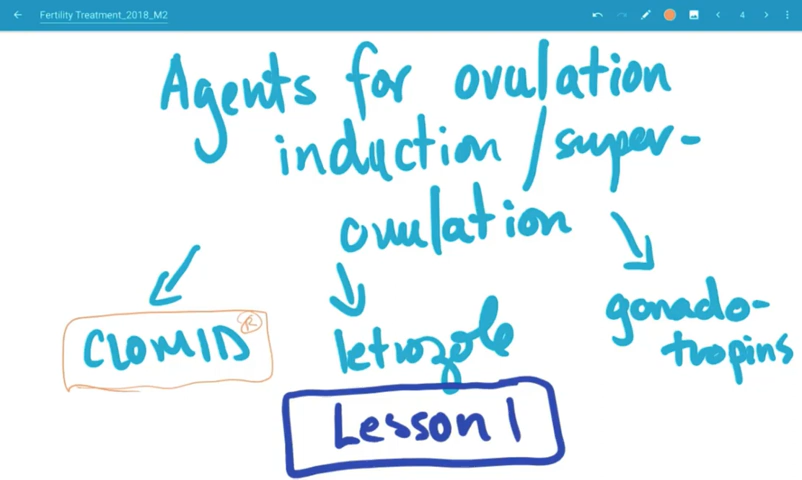 Fertility Treatment_2018_M2
4
Agents for ovulation
induction / super-
ovulation
CLOMID ®
letrozole
gonado-
tropins
Lesson 1